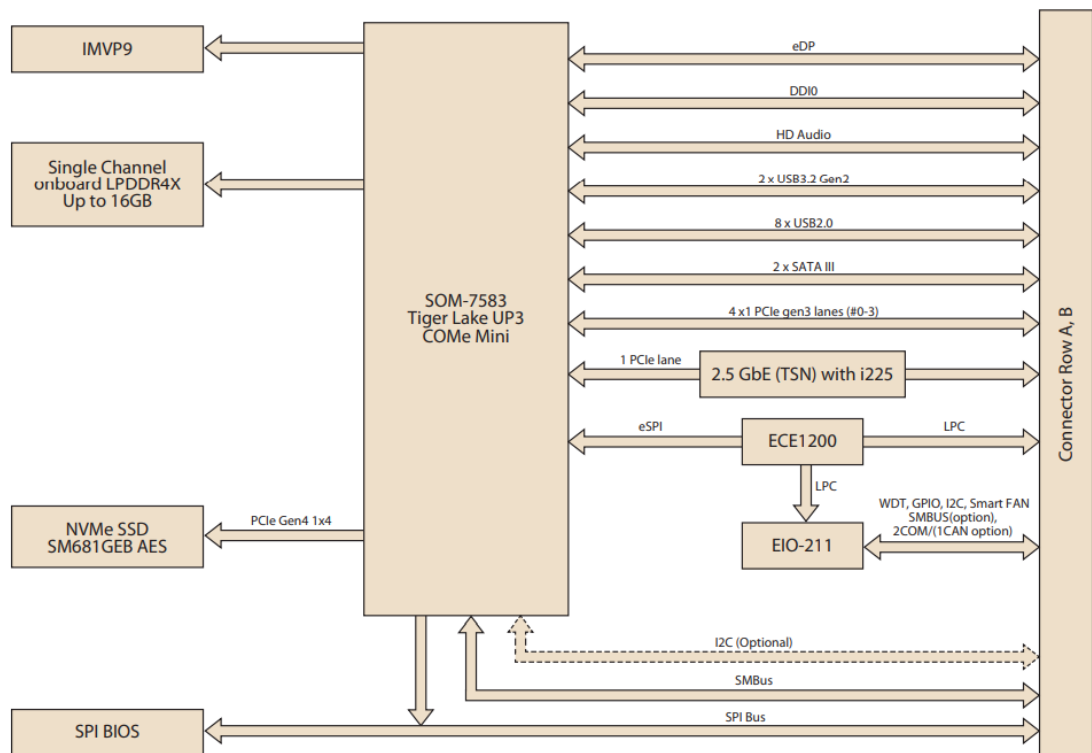 IMVP9
Single Channel
onboard LPDDR4X
Up to 16GB
NVMe SSD
SM681GEB AES
SPI BIOS
PCIe Gen4 1x4
SOM-7583
Tiger Lake UP3
COMe Mini
eDP
DDI0
HD Audio
2 x USB3.2 Gen2
8 x USB2.0
2 x SATA III
4 x1 PCIe gen3 lanes (#0-3)
1 PCIe lane
2.5 GbE (TSN) with i225
eSPI
ECE1200
LPC
LPC
EIO-211
WDT, GPIO, I2C, Smart FAN
SMBUS(option),
2COM/(1CAN option)
I2C (Optional)
SMBus
SPI Bus
Connector Row A, B